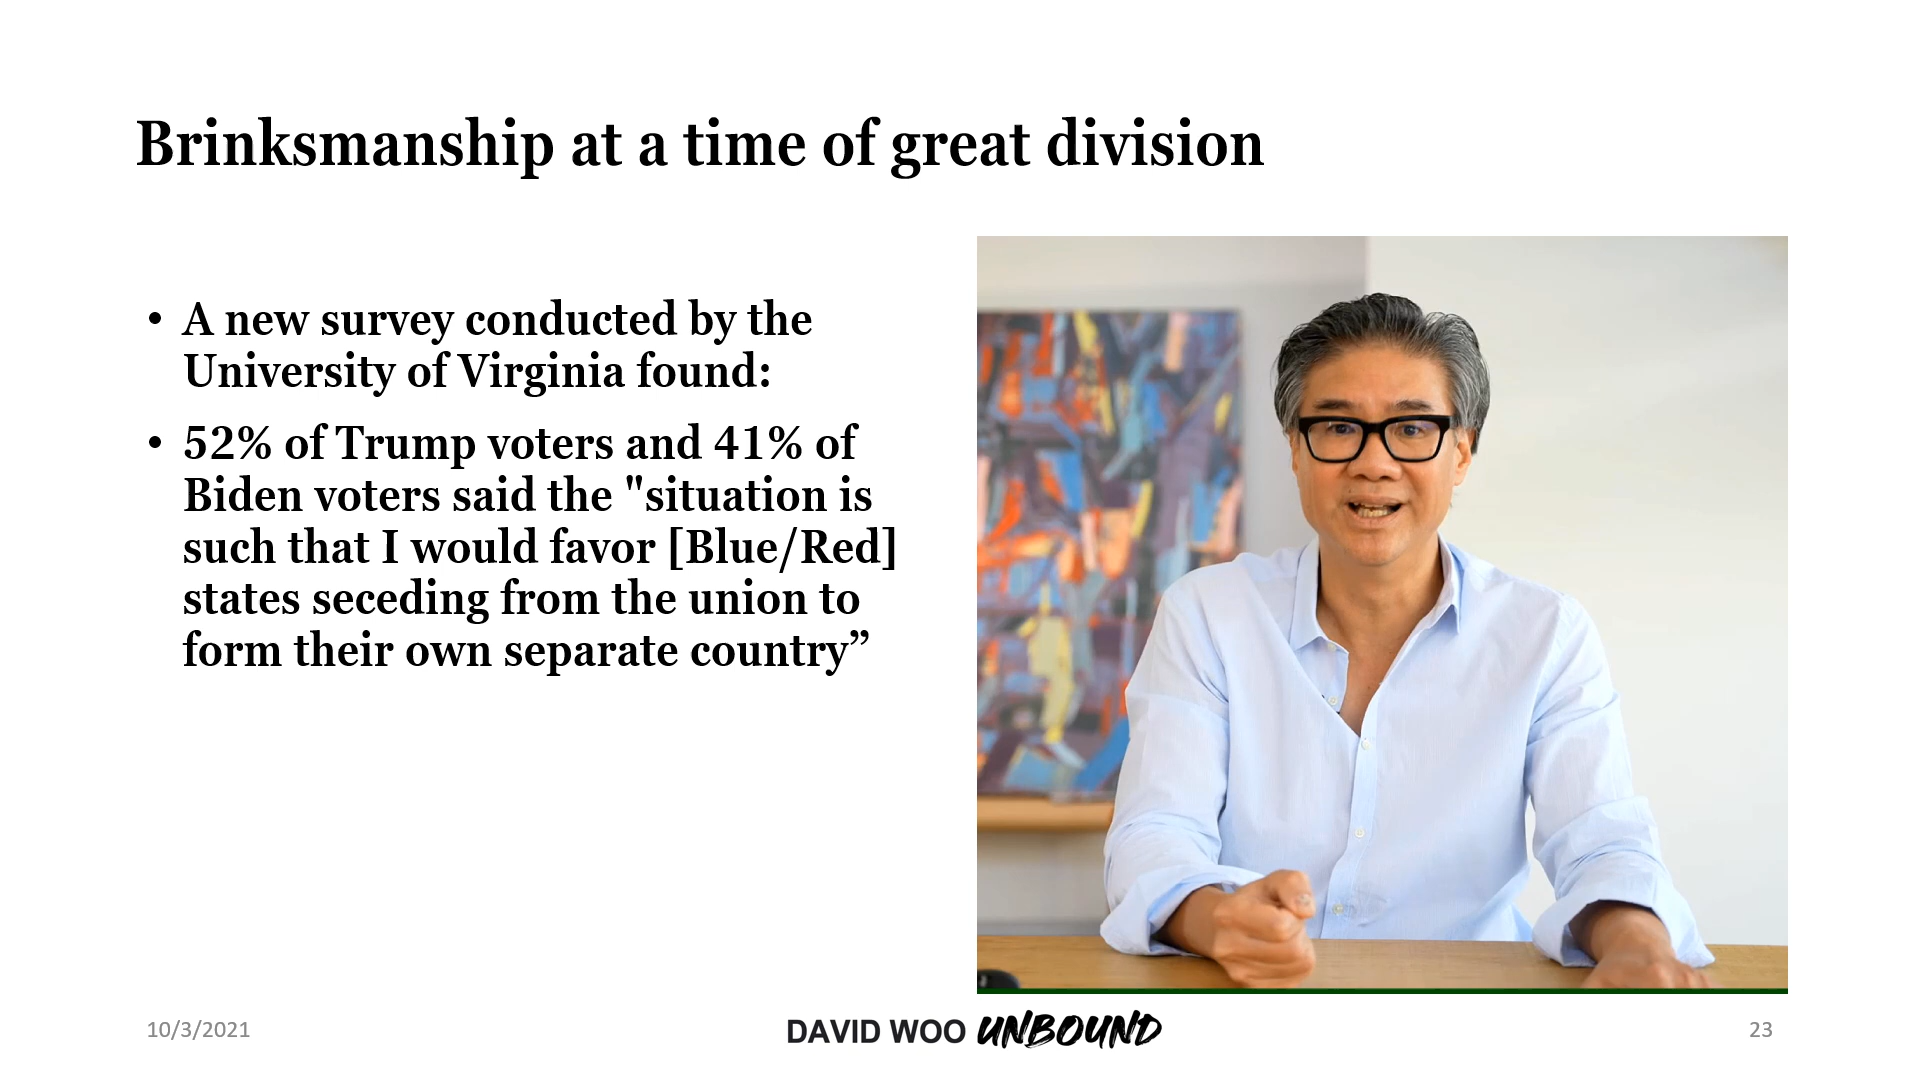 Brinksmanship at a time of great division
• A new survey conducted by the
University of Virginia found:
• 52% of Trump voters and 41% of
Biden voters said the "situation is
such that I would favor [Blue/Red]
states seceding from the union to
form their own separate country”
10/3/2021
DAVID WOO UNBOUND
23